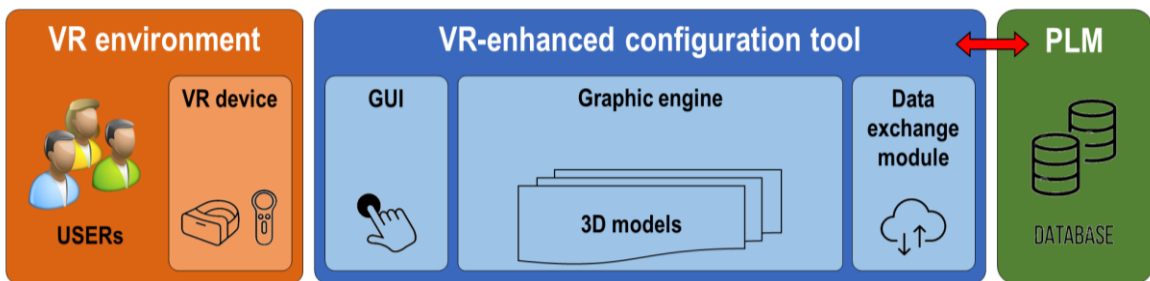 VR environment
USERs
VR device
VR-enhanced configuration tool
GUI
Graphic engine
3D models
Data
exchange
module
PLM
DATABASE